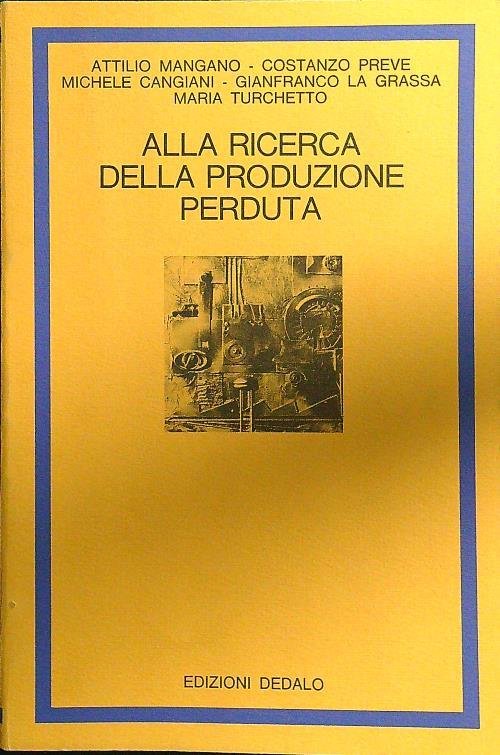 ATTILIO MANGANO - COSTANZO PREVE
MICHELE CANGIANI - GIANFRANCO LA GRASSA
MARIA TURCHETTO
ALLA RICERCA
DELLA PRODUZIONE
PERDUTA
EDIZIONI DEDALO